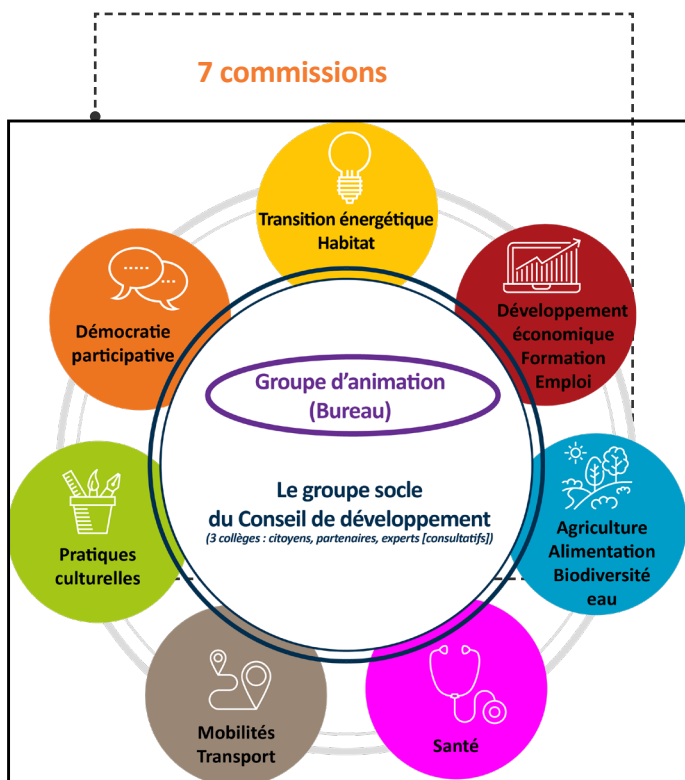 7 commissions
Transition énergétique
Habitat
Développement
économique
Formation
Emploi
Démocratie
participative
Groupe d’animation
(Bureau)
Le groupe socle
du Conseil de développement
(3 collèges : citoyens, partenaires, experts [consultatifs])
Agriculture
Alimentation
Biodiversité
eau
Pratiques
culturelles
Mobilités
Transport
Santé